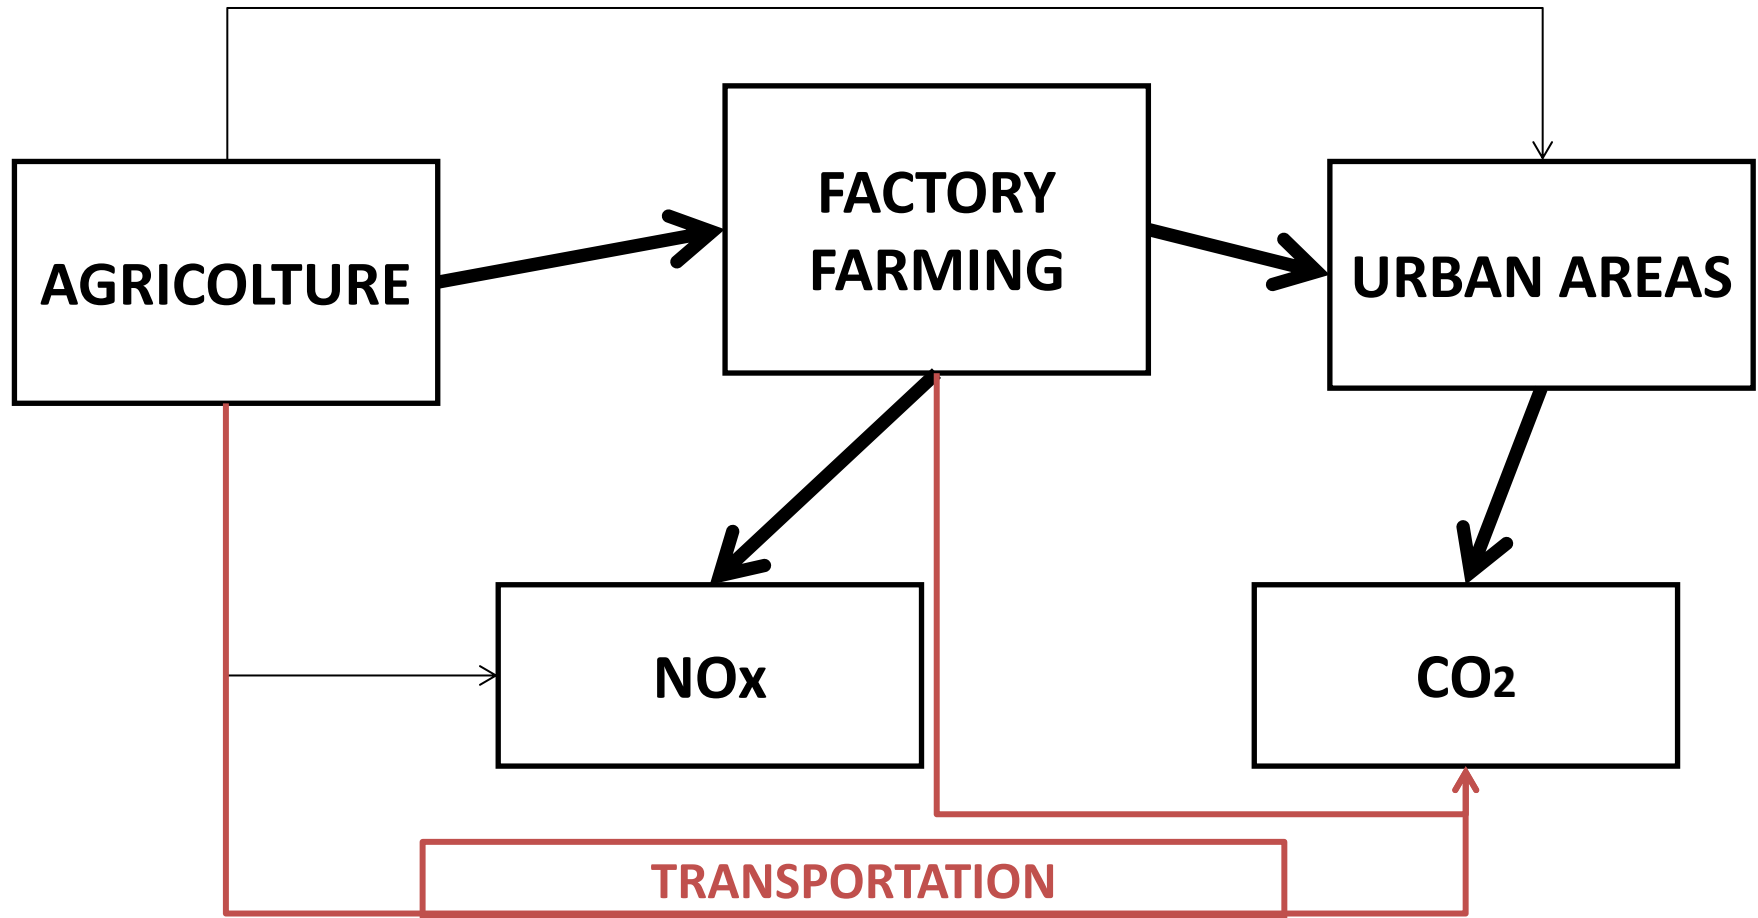 FACTORY
FARMING
AGRICOLTURE
URBAN AREAS
NOx
CO2
TRANSPORTATION